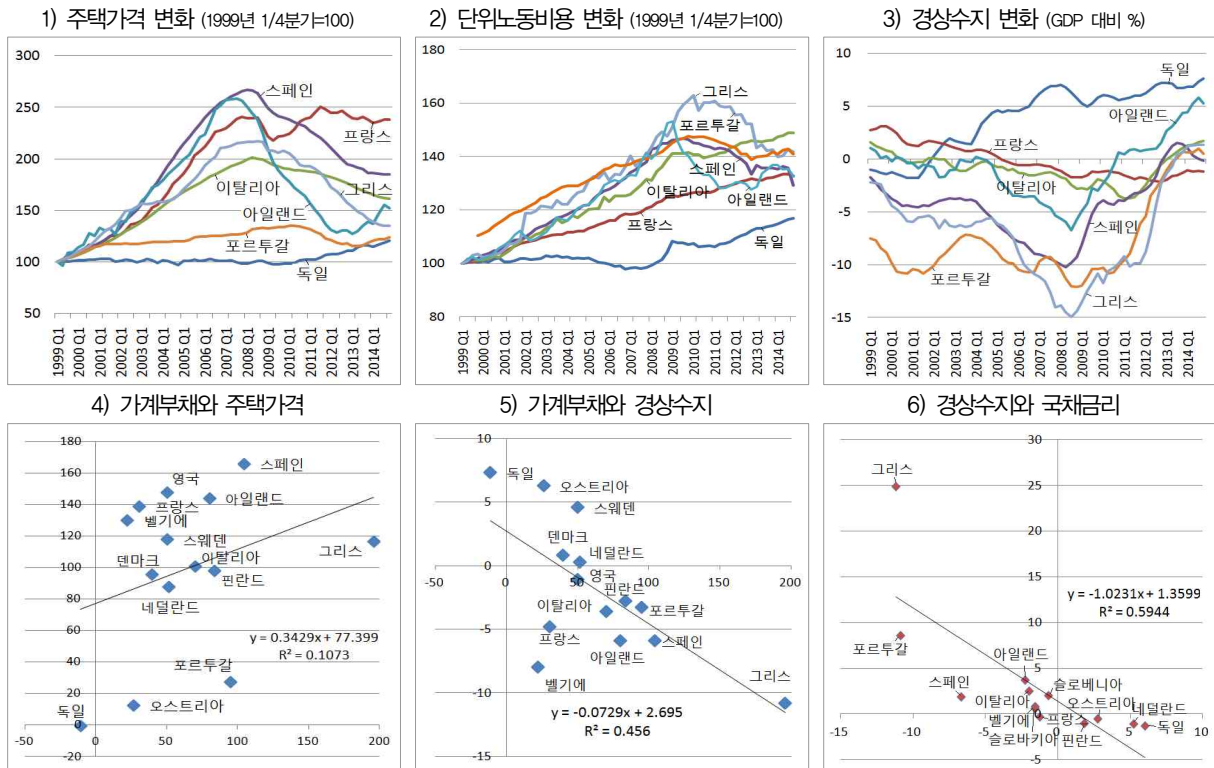 1) 주택가격 변화 (1999년 1/4분기=100)
300
250
200
150
100
50
스페인
프랑스
이탈리아
그리스
아일랜드
포르투갈
독일
1999 Q1
2000 Q1
2001 Q1
2002 Q1
2003 Q1
2004 Q1
2005 Q1
2006 Q1
2007 Q1
2008 Q1
2009 Q1
2010 Q1
2011 Q1
2012 Q1
2013 Q1
2014 Q1
2) 단위노동비용 변화 (1999년 1/4분기=100)
180
160
140
120
100
80
그리스
포르투갈
스페인
이탈리아
아일랜드
프랑스
독일
1999 Q1
2000 Q1
2001 Q1
2002 Q1
2003 Q1
2004 Q1
2005 Q1
2006 Q1
2007 Q1
2008 Q1
2009 Q1
2010 Q1
2011 Q1
2012 Q1
2013 Q1
2014 Q1
3) 경상수지 변화 (GDP 대비 %)
10
5
0
-5
-10
-15
독일
아일랜드
프랑스
이탈리아
스페인
포르투갈
그리스
1999 Q1
2000 Q1
2001 Q1
2002 Q1
2003 Q1
2004 Q1
2005 Q1
2006 Q1
2007 Q1
2008 Q1
2009 Q1
2010 Q1
2011 Q1
2012 Q1
2013 Q1
2014 Q1
4) 가계부채와 주택가격
180
160
140
120
100
80
60
40
20
0
-20
스페인
영국
프랑스
아일랜드
벨기에
스웨덴
그리스
덴마크
이탈리아
핀란드
네덜란드
y = 0.3429x + 77.399
R² = 0.1073
포르투갈
오스트리아
독일
-50 0 50 100 150 200
5) 가계부채와 경상수지
10
5
0
-5
-10
-15
독일
오스트리아
스웨덴
덴마크
네덜란드
-50 0 50 100 150 200
영국
핀란드
이탈리아
포르투갈
프랑스
스페인
아일랜드
벨기에
그리스
y = -0.0729x + 2.695
R² = 0.456
6) 경상수지와 국채금리
30
25
20
15
10
5
0
-5
그리스
y = -1.0231x + 1.3599
R² = 0.5944
포르투갈
아일랜드
스페인
슬로베니아
이탈리아
오스트리아
네덜란드
벨기에
프랑스
독일
슬로바키아
핀란드
-15 -10 -5 0 5 10